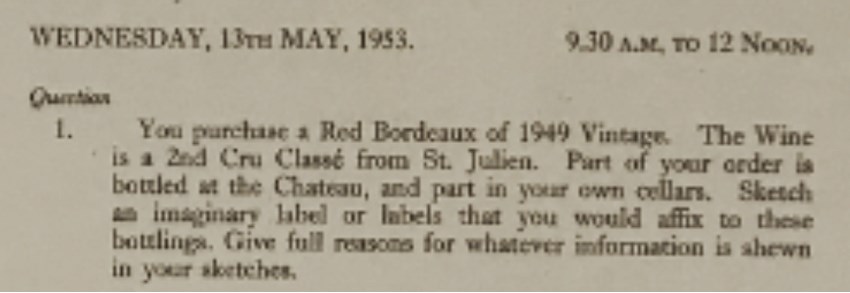 WEDNESDAY, 13TH MAY, 1953. 9.30 A.M. TO 12 NOON.
Question
1. You purchase a Red Bordeaux of 1949 Vintage. The Wine
is a 2nd Cru Classé from St. Julien. Part of your order is
bottled at the Chateau, and part in your own cellars. Sketch
an imaginary label or labels that you would affix to these
bottlings. Give full reasons for whatever information is shewn
in your sketches.